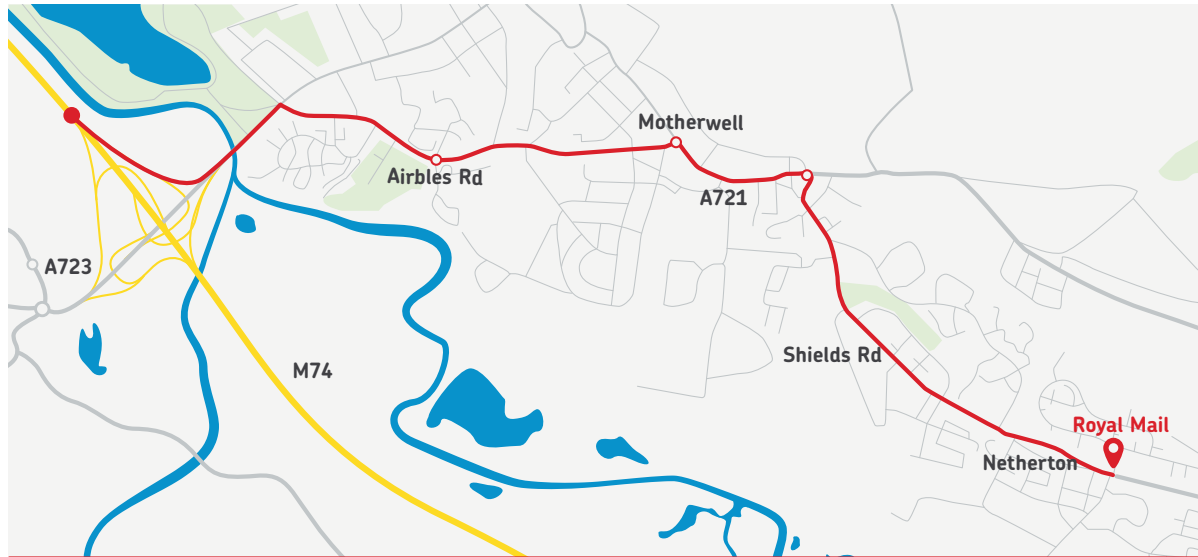 Motherwell
Airbles Rd
A721
A723
Shields Rd
M74
Royal Mail
Netherton